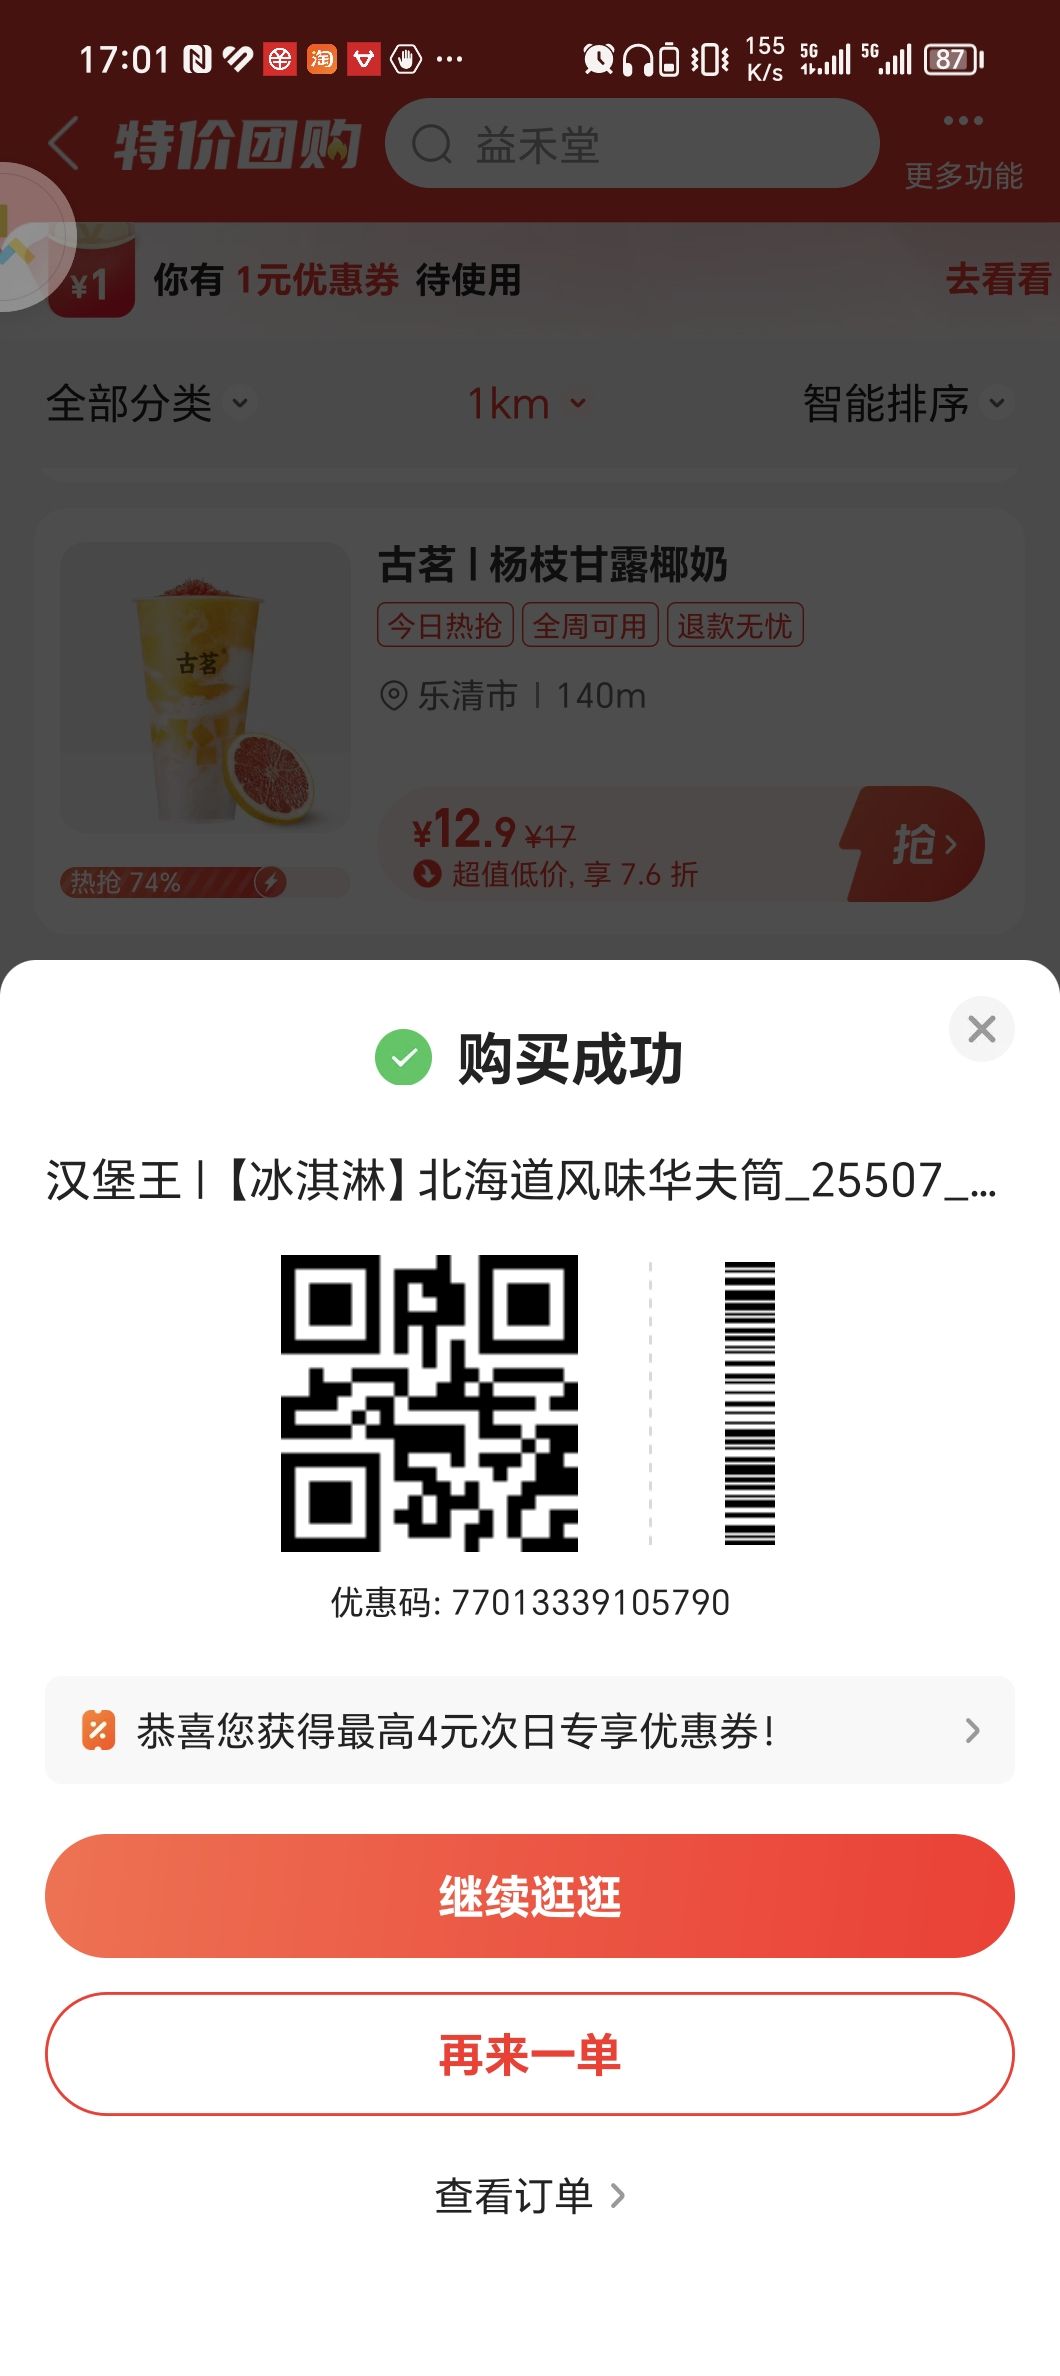 17:01 淘 155 K/s 5G 5G 87
特价团购 益禾堂 更多功能
¥1 你有 1元优惠券 待使用 去看看
全部分类 1km 智能排序
古茗 | 杨枝甘露椰奶
今日热抢 全周可用 退款无忧
古茗
乐清市 | 140m
¥12.9 ¥17 抢
超值低价, 享 7.6 折
热抢 74%
购买成功
汉堡王 |【冰淇淋】北海道风味华夫筒_25507_...
优惠码: 77013339105790
恭喜您获得最高4元次日专享优惠券!
继续逛逛
再来一单
查看订单